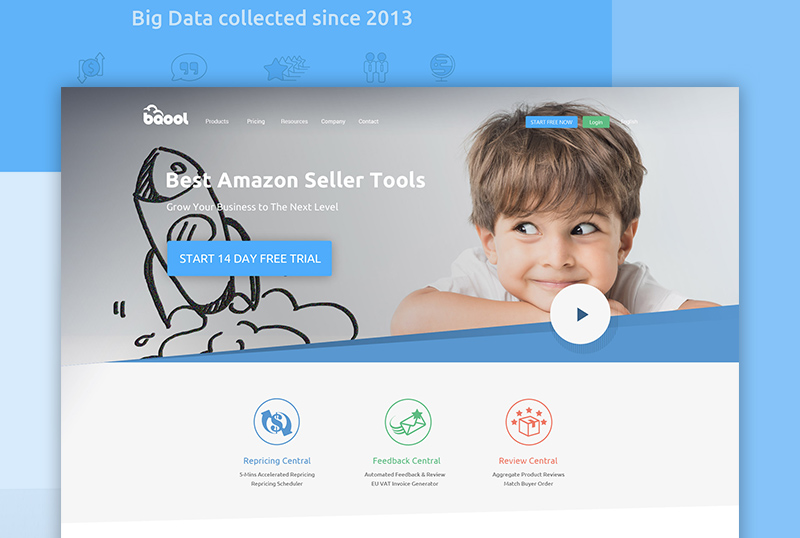 Big Data collected since 2013
bqool
Products Pricing Resources Company Contact START FREE NOW Login English
Best Amazon Seller Tools
Grow Your Business to The Next Level
START 14 DAY FREE TRIAL
Repricing Central Feedback Central Review Central
5-Mins Accelerated Repricing Automated Feedback & Review Aggregate Product Reviews
Repricing Scheduler EU VAT Invoice Generator Match Buyer Order